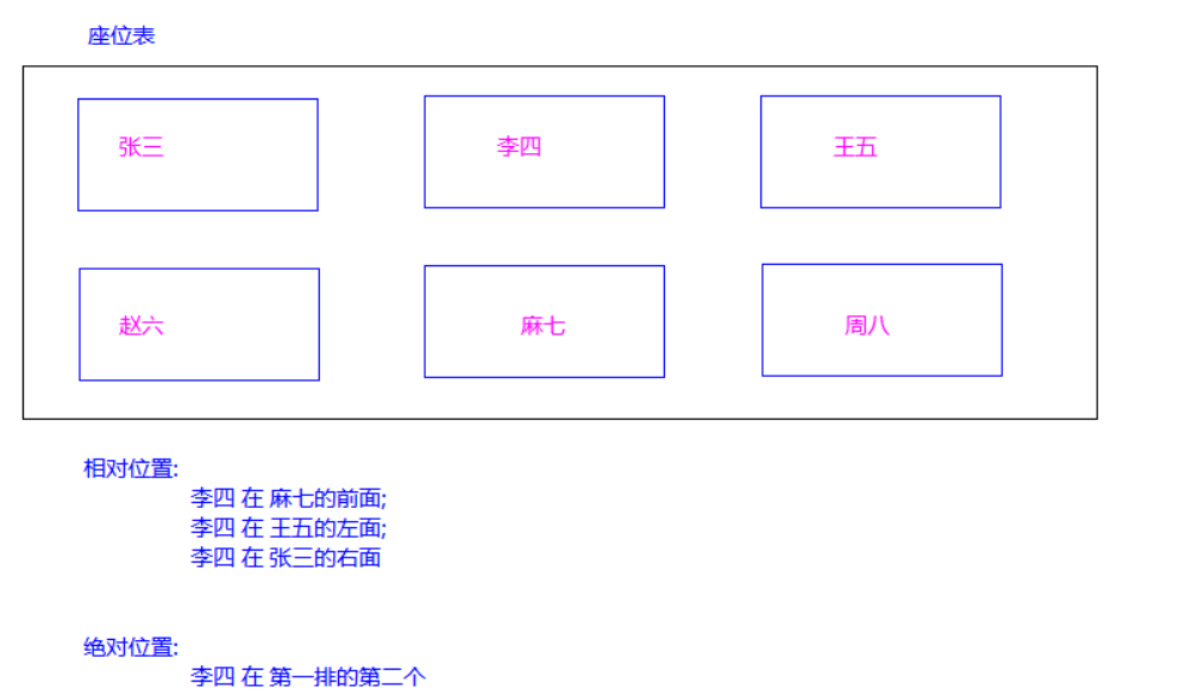 座位表
张三 李四 王五
赵六 麻七 周八
相对位置:
李四 在 麻七的前面;
李四 在 王五的左面;
李四 在 张三的右面
绝对位置:
李四 在 第一排的第二个